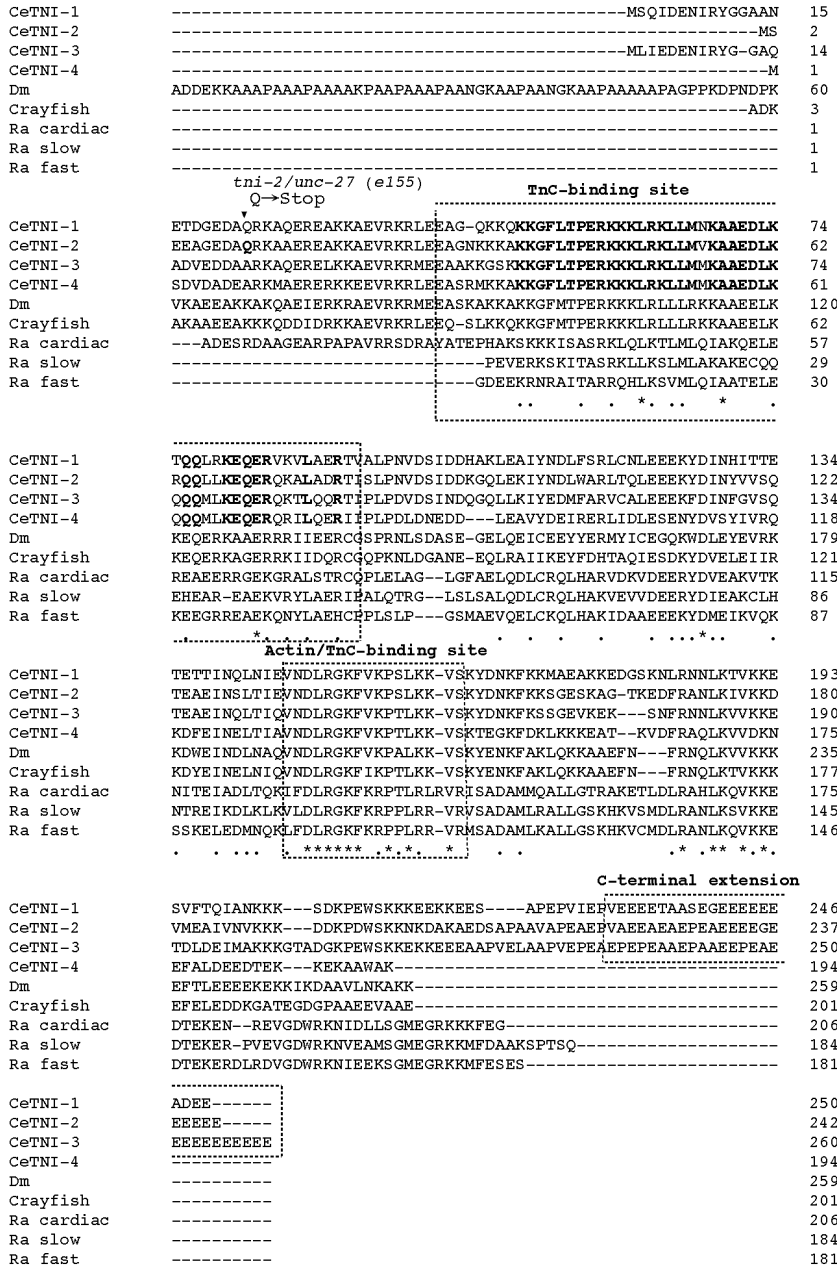 CeTNI-1 ----------------------------------------------MSQIDENIRYGGAAN 15
CeTNI-2 -----------------------------------------------------------MS 2
CeTNI-3 ----------------------------------------------MLIEDENIRYG-GAQ 14
CeTNI-4 ------------------------------------------------------------M 1
Dm ADDEKKAAAPAAAPAAAAKPAAPAAAPAANGKAAPAANGKAAPAAAAAPAGPPKDPNDPK 60
Crayfish ----------------------------------------------------------ADK 3
Ra cardiac ------------------------------------------------------------- 1
Ra slow ------------------------------------------------------------- 1
Ra fast ------------------------------------------------------------- 1
tni-2/unc-27 (e155)
Q→Stop
TnC-binding site
CeTNI-1 ETDGEDAQRKAQEREAKKAEVRKRLEEAG-QKKQKKGFLTPERKKKLRKLLMNKAAEDLK 74
CeTNI-2 EEAGEDAQRKAQEREAKKAEVRKRLEEAGNKKKAKKGFLTPERKKKLRKLLMVKAAEDLK 62
CeTNI-3 ADVEDDAARKAQERELKKAEVRKRMEEAAKKGSKKKGFLTPERKKKLRKLLMMKAAEDLK 74
CeTNI-4 SDVDADEARKMAERERKKEEVRKRLEEASRMKKAKKGFLTPERKKKLRKLLMMKAAEDLK 61
Dm VKAEEAKKAKQAEIERKRAEVRKRMEEASKAKKAKKGFMTPERKKKLRLLLRKKAAEELK 120
Crayfish AKAAEEAKKKQDDIDRKKAEVRKRLEEQ-SLKKQKKGFMTPERKKKLRLLLRKKAAEELK 62
Ra cardiac ---ADESRDAAGEARPAPAVRRSDRAYATEPHAKSKKKISASRKLQLKTLMLQIAKQELE 57
Ra slow -------------------------------PEVERKSKITASRKLLKSLMLAKAKECQQ 29
Ra fast ------------------------------GDEEKRNRAITARRQHLKSVMLQIAATELE 30
.. . . *. .. * .
CeTNI-1 TQQLRKEQERVKVLAERTVALPNVDSIDDHAKLEAIYNDLFSRLCNLEEEKYDINHITTE 134
CeTNI-2 RQQLLKEQERQKALADRTISLPNVDSIDDKGQLEKIYNDLWARLTQLEEEKYDINYVVSQ 122
CeTNI-3 QQQMLKEQERQKTLQQRTIPLPDVDSINDQGQLLKIYEDMFARVCALEEEKFDINFGVSQ 134
CeTNI-4 QQQMLKEQERQRILQERIIPLPDLDNEDD---LEAVYDEIRERLIDLESENYDVSYIVRQ 118
Dm KEQERKAAERRRIIEERCGSPRNLSDASE-GELQEICEEYYERMYICEGQKWDLEYEVRK 179
Crayfish KEQERKAGERRKIIDQRCGQPKNLDGANE-EQLRAIIKEYFDHTAQIESDKYDVELEIIR 121
Ra cardiac REAEERRGEKGRALSTRCQPLELAG--LGFAELQDLCRQLHARVDKVDEERYDVEAKVTK 115
Ra slow EHEAR-EAEKVRYLAERIPALQTRG--LSLSALQDLCRQLHAKVEVVDEERYDIEAKCLH 86
Ra fast KEEGRREAEKQNYLAEHCPPLSLP---GSMAEVQELCKQLHAKIDAAEEEKYDMEIKVQK 87
. *. . . . . . . . ...*. .
Actin/TnC-binding site
CeTNI-1 TETTINQLNIEVNDLRGKFVKPSLKK-VSKYDNKFKKMAEAKKEDGSKNLRNNLKTVKKE 193
CeTNI-2 TEAEINSLTIEVNDLRGKFVKPSLKK-VSKYDNKFKKSGESKAG-TKEDFRANLKIVKKD 180
CeTNI-3 TEAEINQLTIQVNDLRGKFVKPTLKK-VSKYDNKFKSSGEVKEK---SNFRNNLKVVKKE 190
CeTNI-4 KDFEINELTIAVNDLRGKFVKPTLKK-VSKTEGKFDKLKKKEAT-KVDFRAQLKVVDKN 175
Dm KDWEINDLNAQVNDLRGKFVKPALKK-VSKYENKFAKLQKKAAEFN---FRNQLKVVKKE 235
Crayfish KDYEINELNIQVNDLRGKFIKPTLKK-VSKYENKFAKLQKKAAEFN---FRNQLKTVKKK 177
Ra cardiac NITEIADLTQKIFDLRGKFKRPTLRLRVRISADAMMQALLGTRAKETLDLRAHLKQVKKE 175
Ra slow NTREIKDLKLKVLDLRGKFKRPPLRR-VRVSADAMLRALLGSKHKVSMDLRANLKSVKKE 145
Ra fast SSKELEDMNQKLFDLRGKFKRPPLRR-VRMSADAMLKALLGSKHKVCMDLRANLKQVKKE 146
. . ... . ****** .*.*. * . . .* ** .*.
C-terminal extension
CeTNI-1 SVFTQIANKKK---SDKPEWSKKKEEKKEES----APEPVIEPVEEEETAASEGEEEEEE 246
CeTNI-2 VMEAIVNVKKK---DDKPDWSKKNKDAKAEDSAPAAVAPEAEPVAEEAEAEPEAEEEEGE 237
CeTNI-3 TDLDEIMAKKKGTADGKPEWSKKEKKEEEAAPVELAAPVEPEAEPEPEAAEPAAEEPEAE 250
CeTNI-4 EFALDEEDTEK---KEKAAWAK-------------------------------------- 194
Dm EFTLEEEEKEKKIKDAAVLNKAKK------------------------------------ 259
Crayfish EFELEDDKGATEGDGPAAEEVAAE------------------------------------ 201
Ra cardiac DTEKEN--REVGDWRKNIDLLSGMEGRKKKFEG--------------------------- 206
Ra slow DTEKER-PVEVGDWRKNVEAMSGMEGRKKMFDAAKSPTSQ-------------------- 184
Ra fast DTEKERDLRDVGDWRKNIEEKSGMEGRKKMFESES------------------------- 181
CeTNI-1 ADEE------ 250
CeTNI-2 EEEEE----- 242
CeTNI-3 EEEEEEEEEE 260
CeTNI-4 ---------- 194
Dm ---------- 259
Crayfish ---------- 201
Ra cardiac ---------- 206
Ra slow ---------- 184
Ra fast ---------- 181